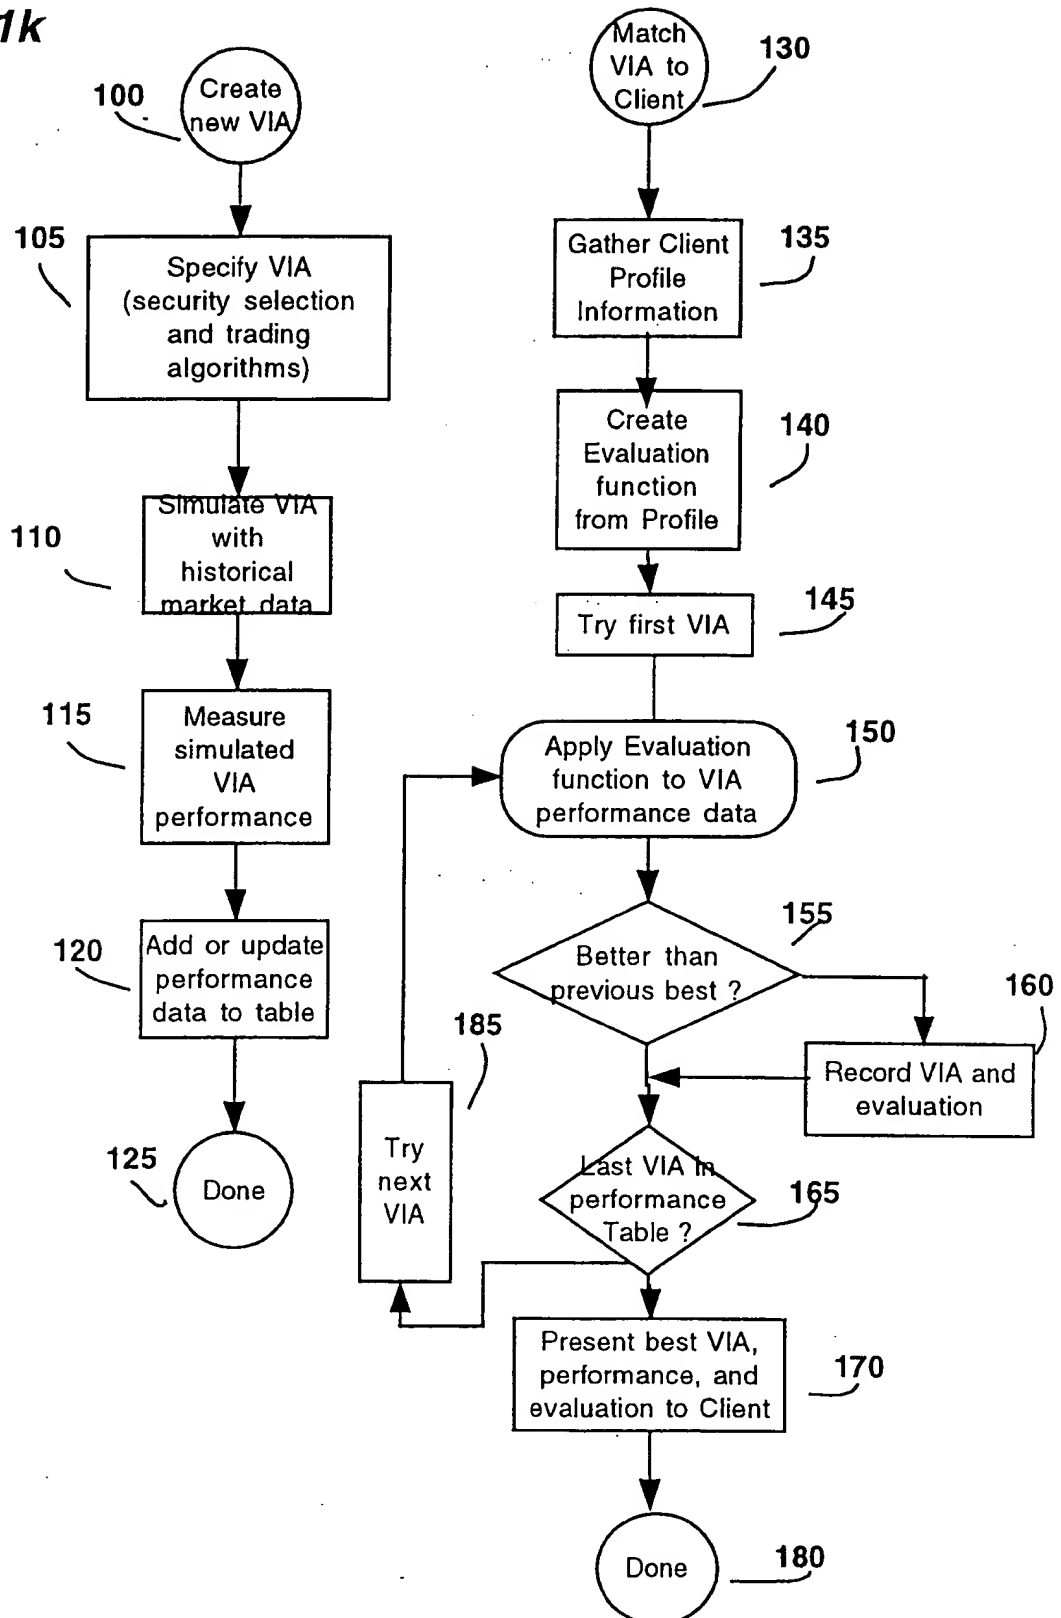 1k
100
Create
new VIA
105
Specify VIA
(security selection
and trading
algorithms)
110
Simulate VIA
with
historical
market data
115
Measure
simulated
VIA
performance
120
Add or update
performance
data to table
125
Done
Match
VIA to
Client
130
Gather Client
Profile
Information
135
Create
Evaluation
function
from Profile
140
Try first VIA
145
Apply Evaluation
function to VIA
performance data
150
Better than
previous best ?
155
Record VIA and
evaluation
160
Last VIA in
performance
Table ?
165
185
Try
next
VIA
Present best VIA,
performance, and
evaluation to Client
170
Done
180